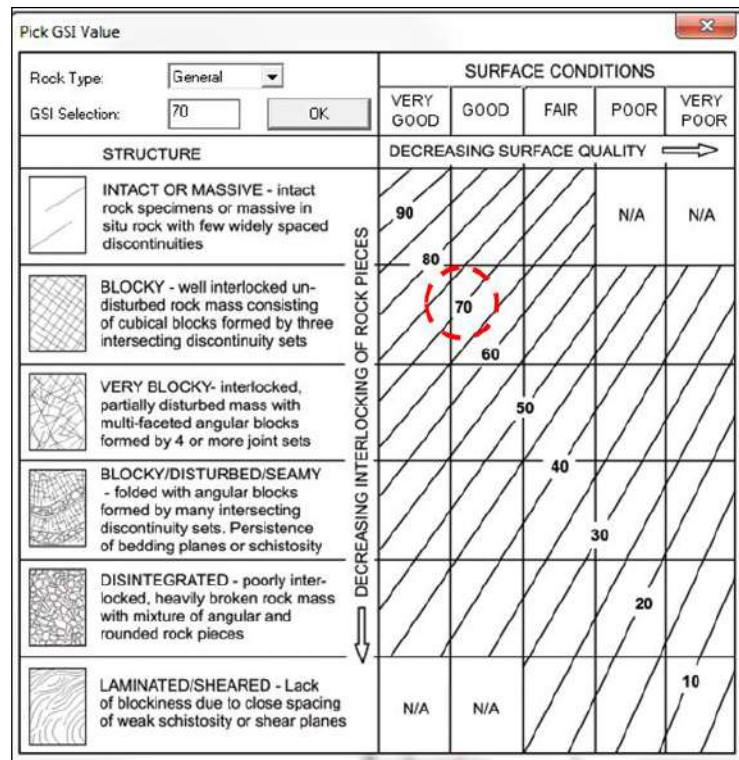 Pick GSI Value
Rock Type:
General
GSI Selection:
70
OK
SURFACE CONDITIONS
VERY GOOD
GOOD
FAIR
POOR
VERY POOR
STRUCTURE
DECREASING SURFACE QUALITY
DECREASING INTERLOCKING OF ROCK PIECES
INTACT OR MASSIVE - intact
rock specimens or massive in
situ rock with few widely spaced
discontinuities
90
80
N/A
N/A
BLOCKY - well interlocked un-
disturbed rock mass consisting
of cubical blocks formed by three
intersecting discontinuity sets
70
60
VERY BLOCKY- interlocked,
partially disturbed mass with
multi-faceted angular blocks
formed by 4 or more joint sets
50
BLOCKY/DISTURBED/SEAMY
- folded with angular blocks
formed by many intersecting
discontinuity sets. Persistence
of bedding planes or schistosity
40
30
DISINTEGRATED - poorly inter-
locked, heavily broken rock mass
with mixture of angular and
rounded rock pieces
20
LAMINATED/SHEARED - Lack
of blockiness due to close spacing
of weak schistosity or shear planes
N/A
N/A
10